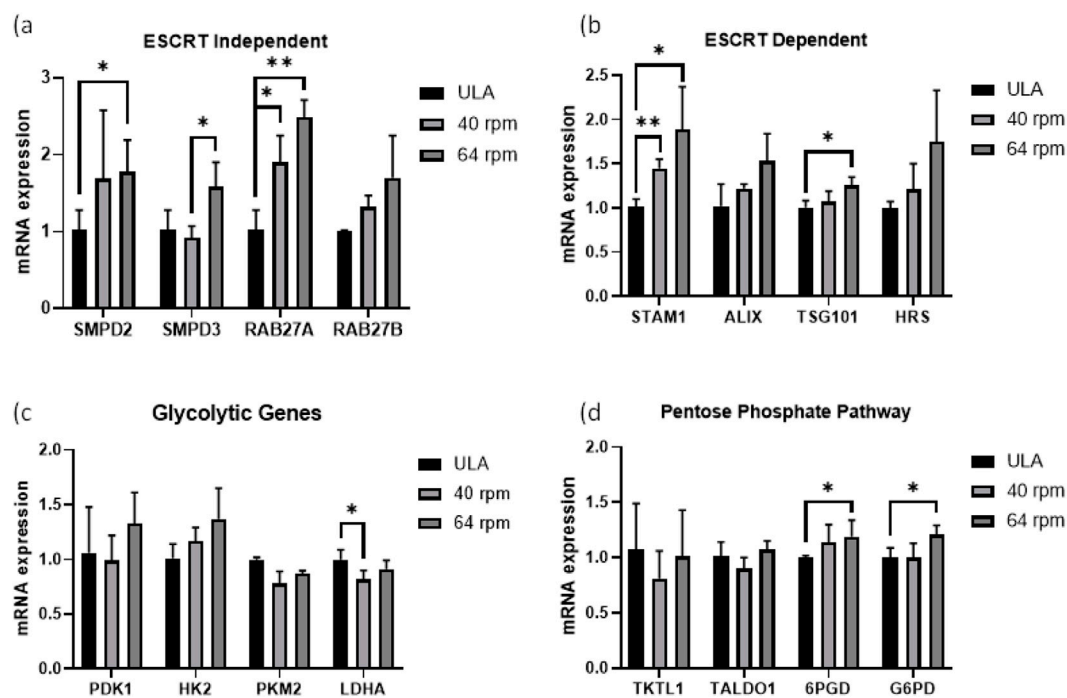 (a
ESCRT Independent
mRNA expression
3
2
1
0
*
*
*
**
SMPD2 SMPD3 RAB27A RAB27B
ULA
40 rpm
64 rpm
(b
ESCRT Dependent
mRNA expression
2.5
2.0
1.5
1.0
0.5
0.0
*
**
*
STAM1 ALIX TSG101 HRS
ULA
40 rpm
64 rpm
(c
Glycolytic Genes
mRNA expression
2.0
1.5
1.0
0.5
0.0
*
PDK1 HK2 PKM2 LDHA
ULA
40 rpm
64 rpm
(d
Pentose Phosphate Pathway
mRNA expression
2.0
1.5
1.0
0.5
0.0
*
*
TKTL1 TALDO1 6PGD G6PD
ULA
40 rpm
64 rpm